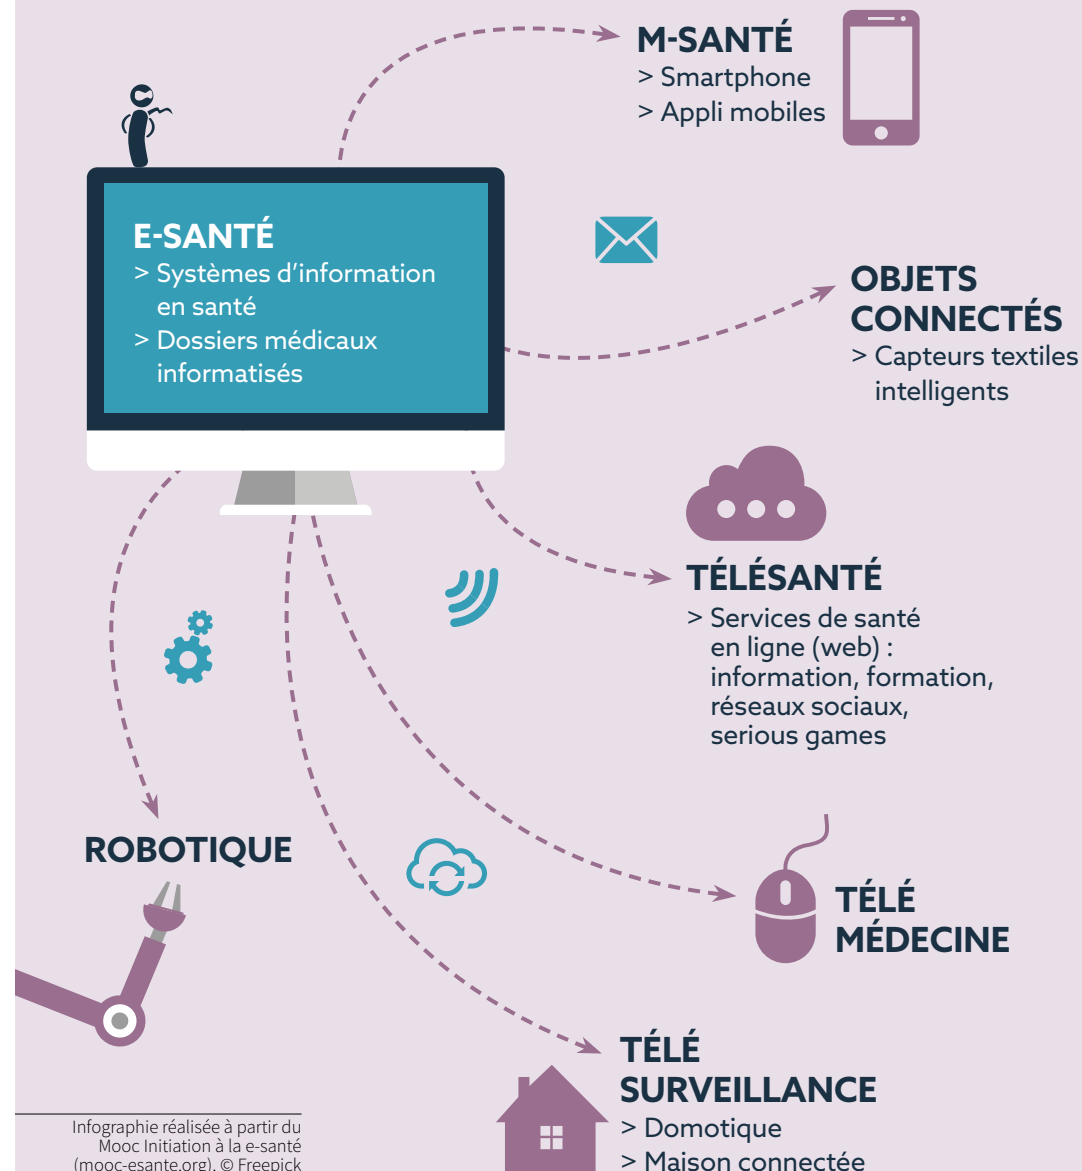 M-SANTÉ
> Smartphone
> Appli mobiles
E-SANTÉ
> Systèmes d’information
en santé
> Dossiers médicaux
informatisés
OBJETS
CONNECTÉS
> Capteurs textiles
intelligents
TÉLÉSANTÉ
> Services de santé
en ligne (web) :
information, formation,
réseaux sociaux,
serious games
ROBOTIQUE
TÉLÉ
MÉDECINE
TÉLÉ
SURVEILLANCE
> Domotique
> Maison connectée
Infographie réalisée à partir du
Mooc Initiation à la e-santé
(mooc-esante.org). © Freepick